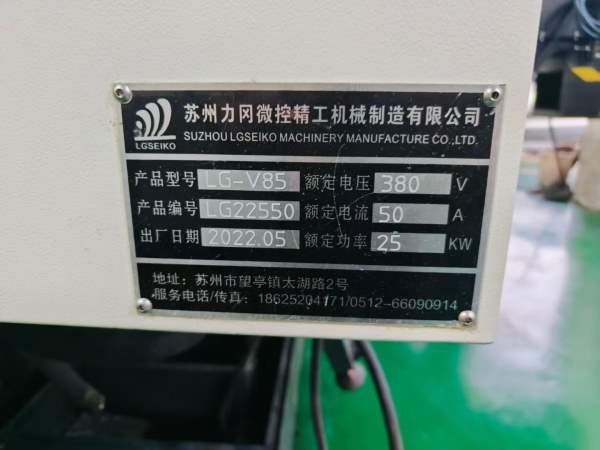 苏州力冈微控精工机械制造有限公司
SUZHOU LGSEIKO MACHINERY MANUFACTURE CO.,LTD.
LGSEIKO
产品型号 LG-V85 额定电压 380 V
产品编号 LG22550 额定电流 50 A
出厂日期 2022.05 额定功率 25 KW
地址: 苏州市望亭镇太湖路2号
服务电话/传真: 18625204171/0512-66090914